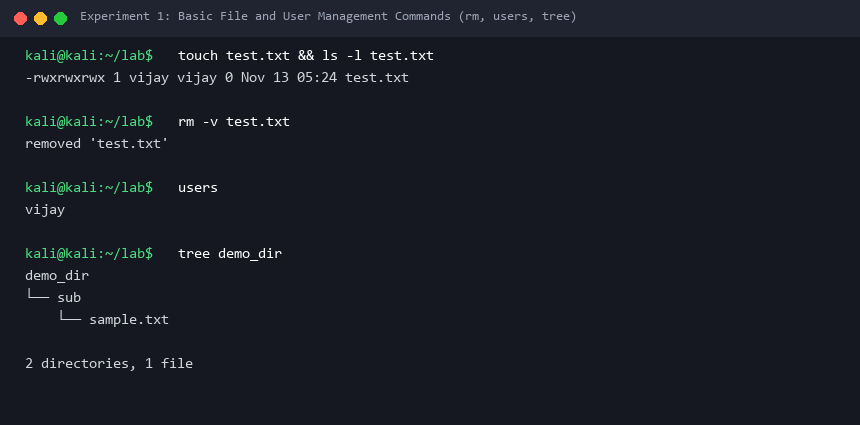 Experiment 1: Basic File and User Management Commands (rm, users, tree)
kali@kali:~/lab$ touch test.txt && ls -l test.txt
-rwxrwxrwx 1 vijay vijay 0 Nov 13 05:24 test.txt
kali@kali:~/lab$ rm -v test.txt
removed 'test.txt'
kali@kali:~/lab$ users
vijay
kali@kali:~/lab$ tree demo_dir
demo_dir
└── sub
    └── sample.txt
2 directories, 1 file